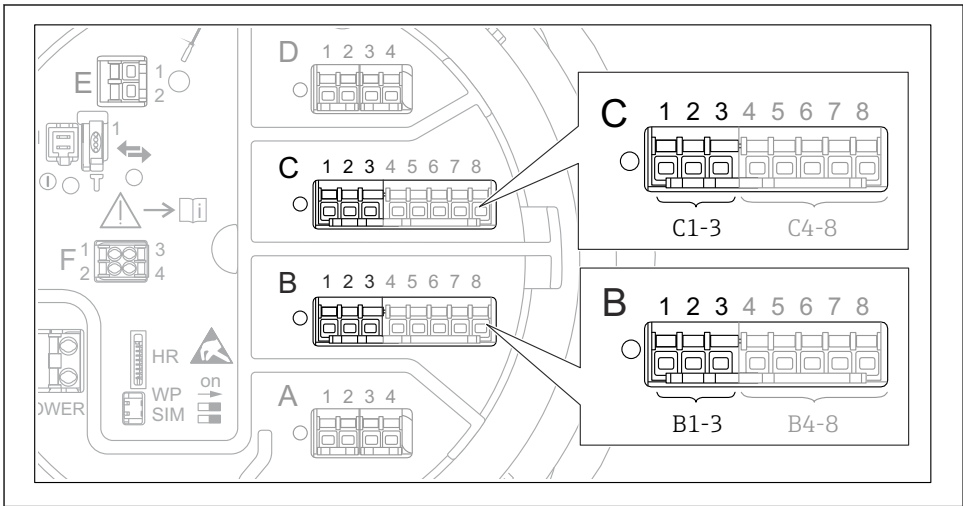 D 1 2 3 4
E 1
2
1
C 1 2 3 4 5 6 7 8
i
F 1 3
2 4
B 1 2 3 4 5 6 7 8
HR
WP on
SIM
OWER
A 1 2 3 4
C 1 2 3 4 5 6 7 8
C1-3 C4-8
B 1 2 3 4 5 6 7 8
B1-3 B4-8